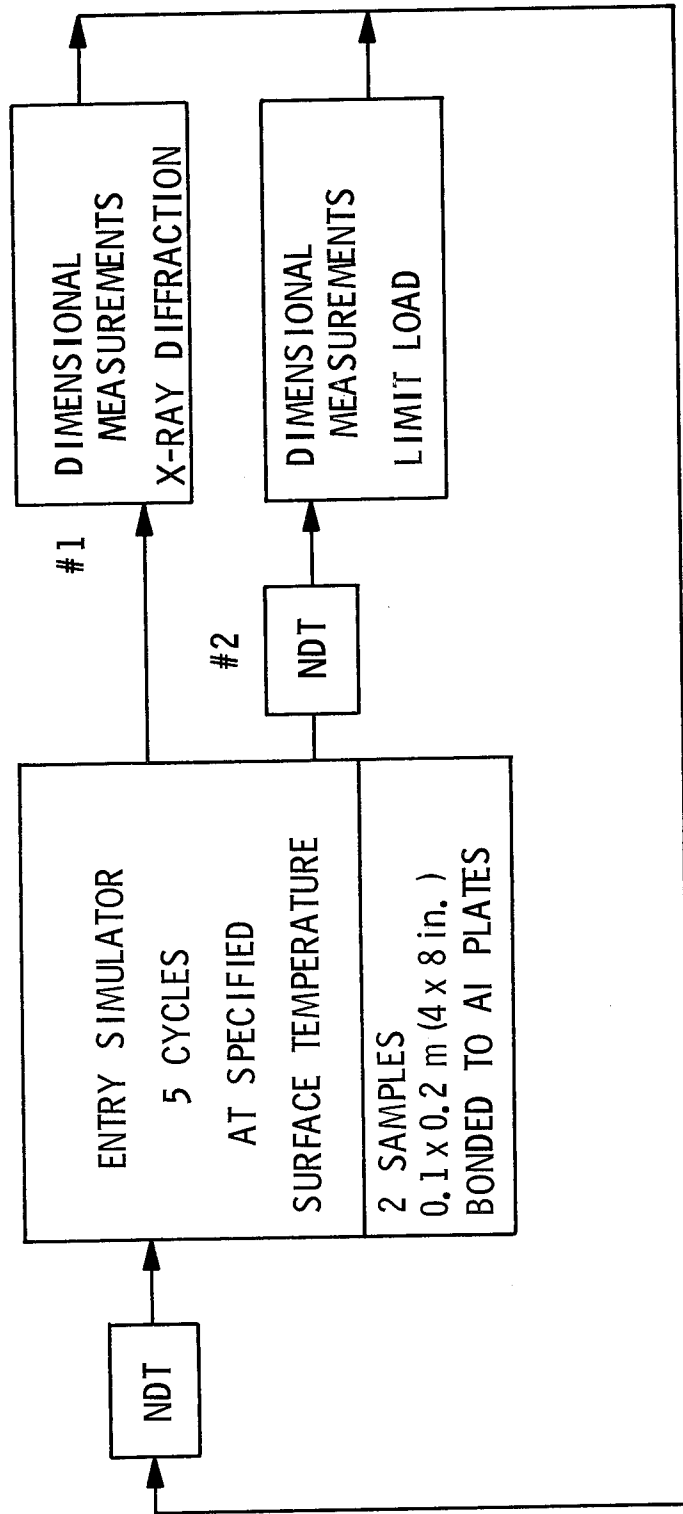 NDT
ENTRY SIMULATOR
5 CYCLES
AT SPECIFIED
SURFACE TEMPERATURE
2 SAMPLES
0.1 x 0.2 m (4 x 8 in.)
BONDED TO Al PLATES
#1
DIMENSIONAL
MEASUREMENTS
X-RAY DIFFRACTION
#2
NDT
DIMENSIONAL
MEASUREMENTS
LIMIT LOAD